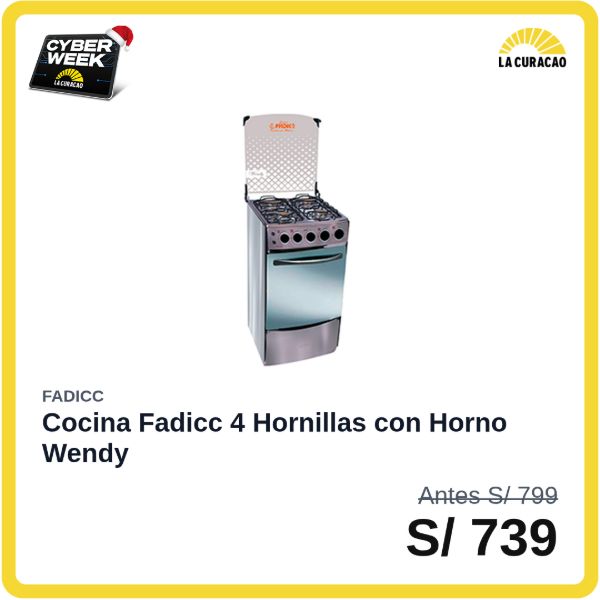 CYBER
WEEK
LA CURACAO
LA CURACAO
FADICC
Cocina Fadicc 4 Hornillas con Horno
Wendy
Antes S/ 799
S/ 739